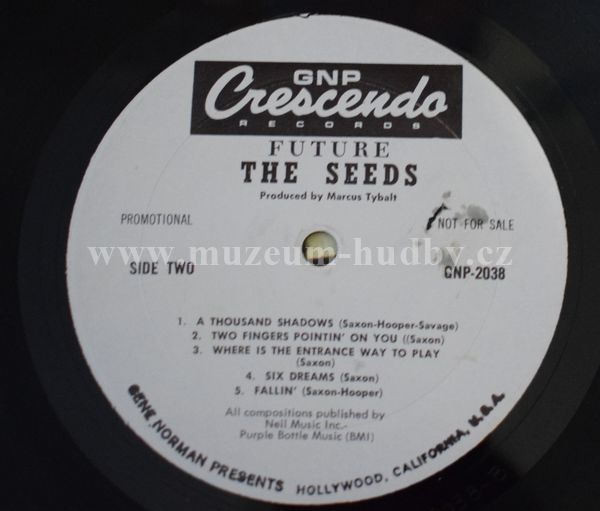 GNP
Crescendo
RECORDS
FUTURE
THE SEEDS
Produced by Marcus Tybalt
PROMOTIONAL
NOT FOR SALE
www.muzeum-hudby.cz
SIDE TWO
GNP-2038
1. A THOUSAND SHADOWS (Saxon-Hooper-Savage)
2. TWO FINGERS POINTIN' ON YOU ((Saxon)
3. WHERE IS THE ENTRANCE WAY TO PLAY
(Saxon)
4. SIX DREAMS (Saxon)
5. FALLIN' (Saxon-Hooper)
All compositions published by
Neil Music Inc.-
Purple Bottle Music (BMI)
GENE NORMAN PRESENTS HOLLYWOOD, CALIFORNIA, U.S.A.